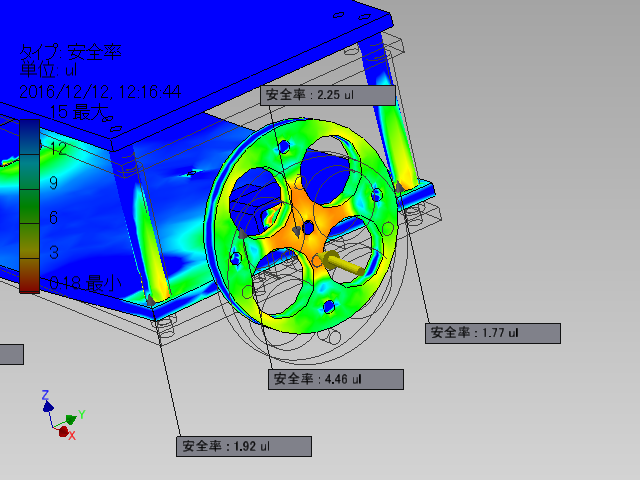 タイプ: 安全率
単位: ul
2016/12/12, 12:16:44
15 最大
12
9
6
3
0.18 最小
安全率 : 2.25 ul
安全率 : 1.77 ul
安全率 : 4.46 ul
安全率 : 1.92 ul
Z
Y
X